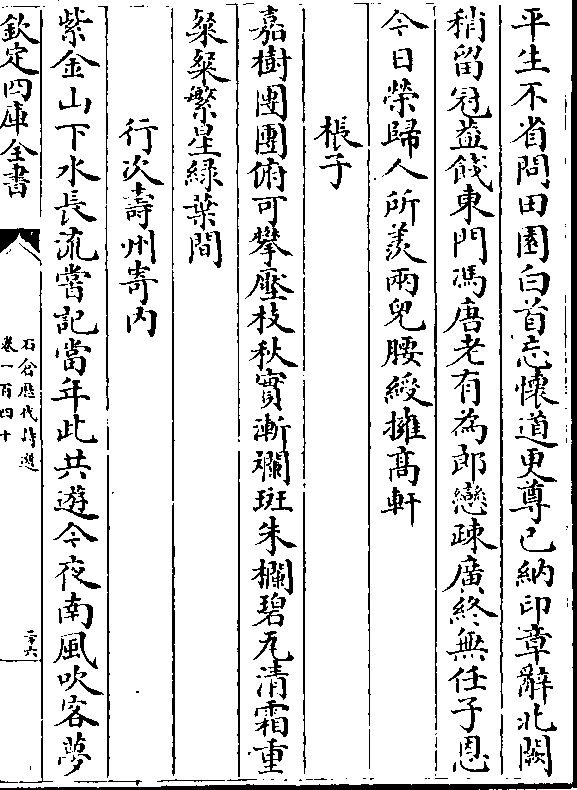 平生不省問田園白首忘懷道更尊已納印章辭北闕
稍留冠盖餞東門馮唐老有為郎戀疎廣終無任子恩
今日榮歸人所羨兩兒腰綬擁高軒
棖子
嘉樹團團俯可攀壓枝秋實漸斕斑朱欄碧瓦清霜重
粲粲繁星綠葉間
行次壽州寄内
紫金山下水長流嘗記當年此共遊今夜南風吹客夢
欽定四庫全書
石倉歷代詩選
卷一百四十
二十六